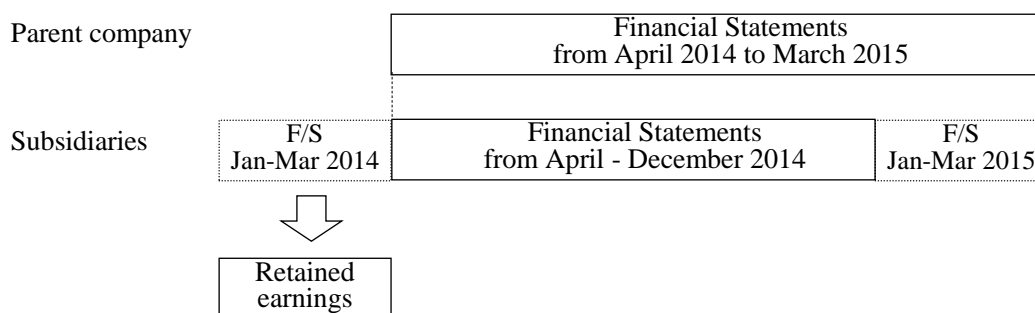 Parent company
Financial Statements
from April 2014 to March 2015
Subsidiaries
F/S
Jan-Mar 2014
Financial Statements
from April - December 2014
F/S
Jan-Mar 2015
Retained
earnings